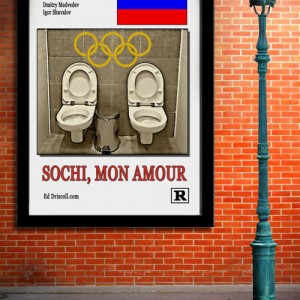 Dmitry Medvedev
Igor Shuvalov
SOCHI, MON AMOUR
Ed Driscoll.com
R